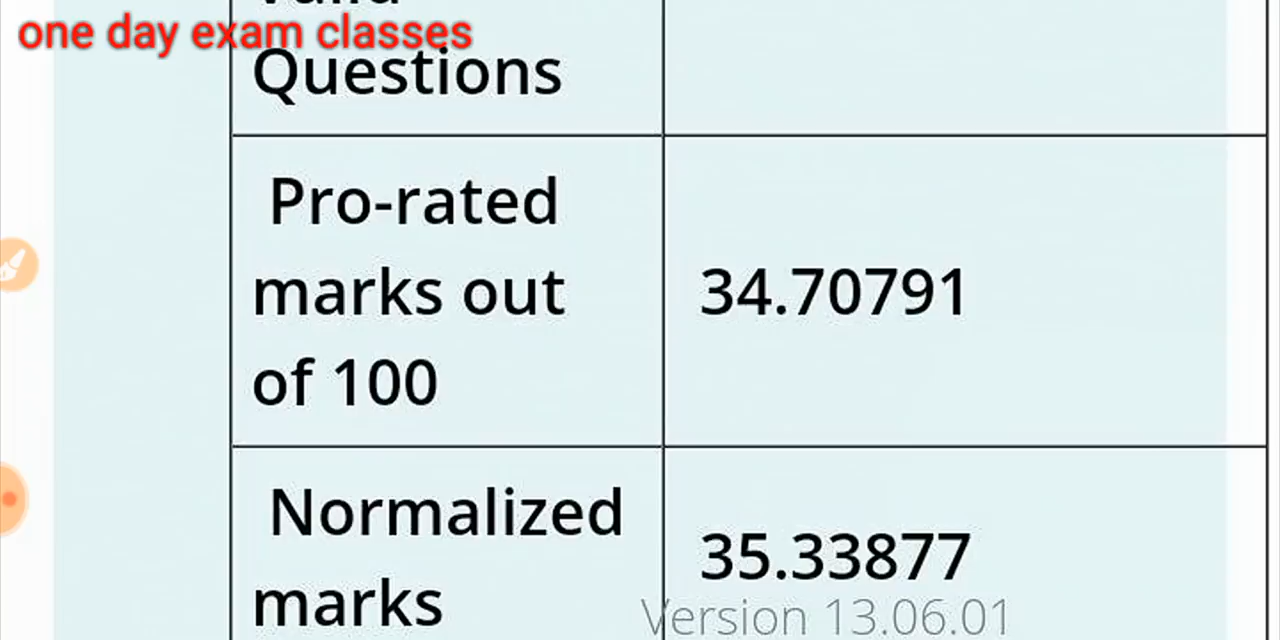 one day exam classes
Questions
Pro-rated
marks out
of 100
34.70791
Normalized
marks
35.33877
Version 13.06.01